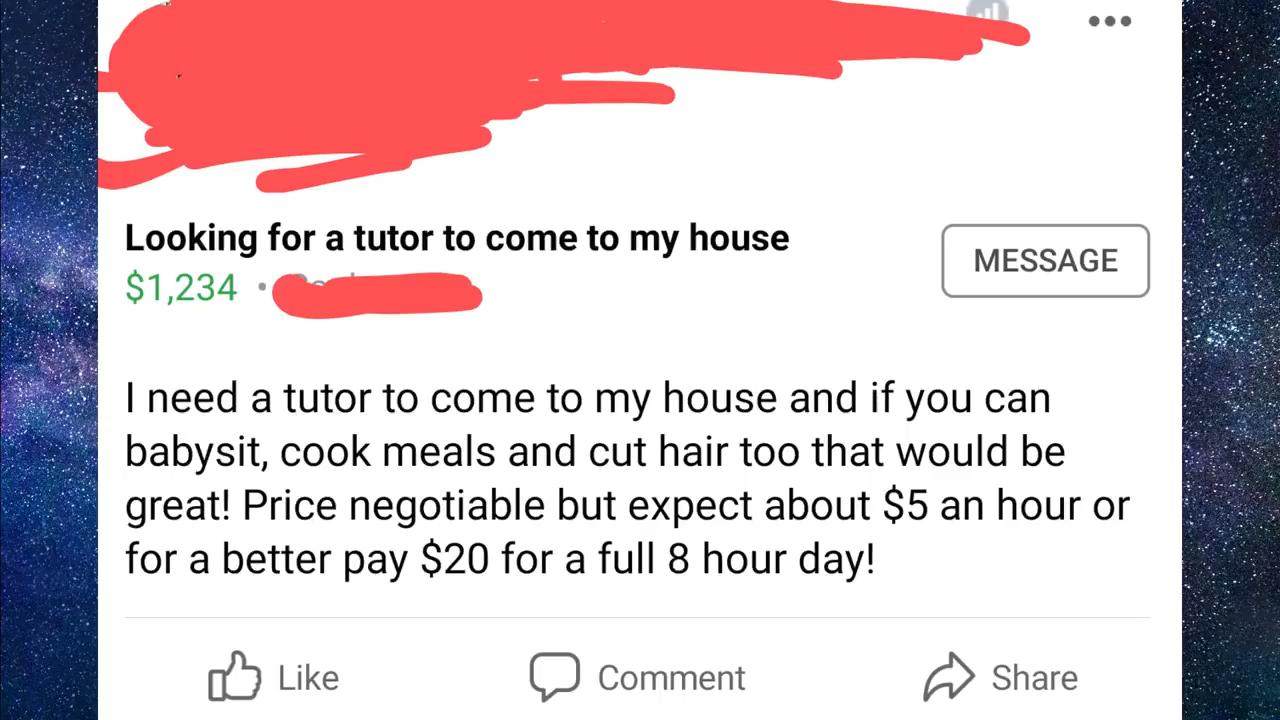 Looking for a tutor to come to my house
$1,234 ·
MESSAGE
I need a tutor to come to my house and if you can
babysit, cook meals and cut hair too that would be
great! Price negotiable but expect about $5 an hour or
for a better pay $20 for a full 8 hour day!
Like Comment Share